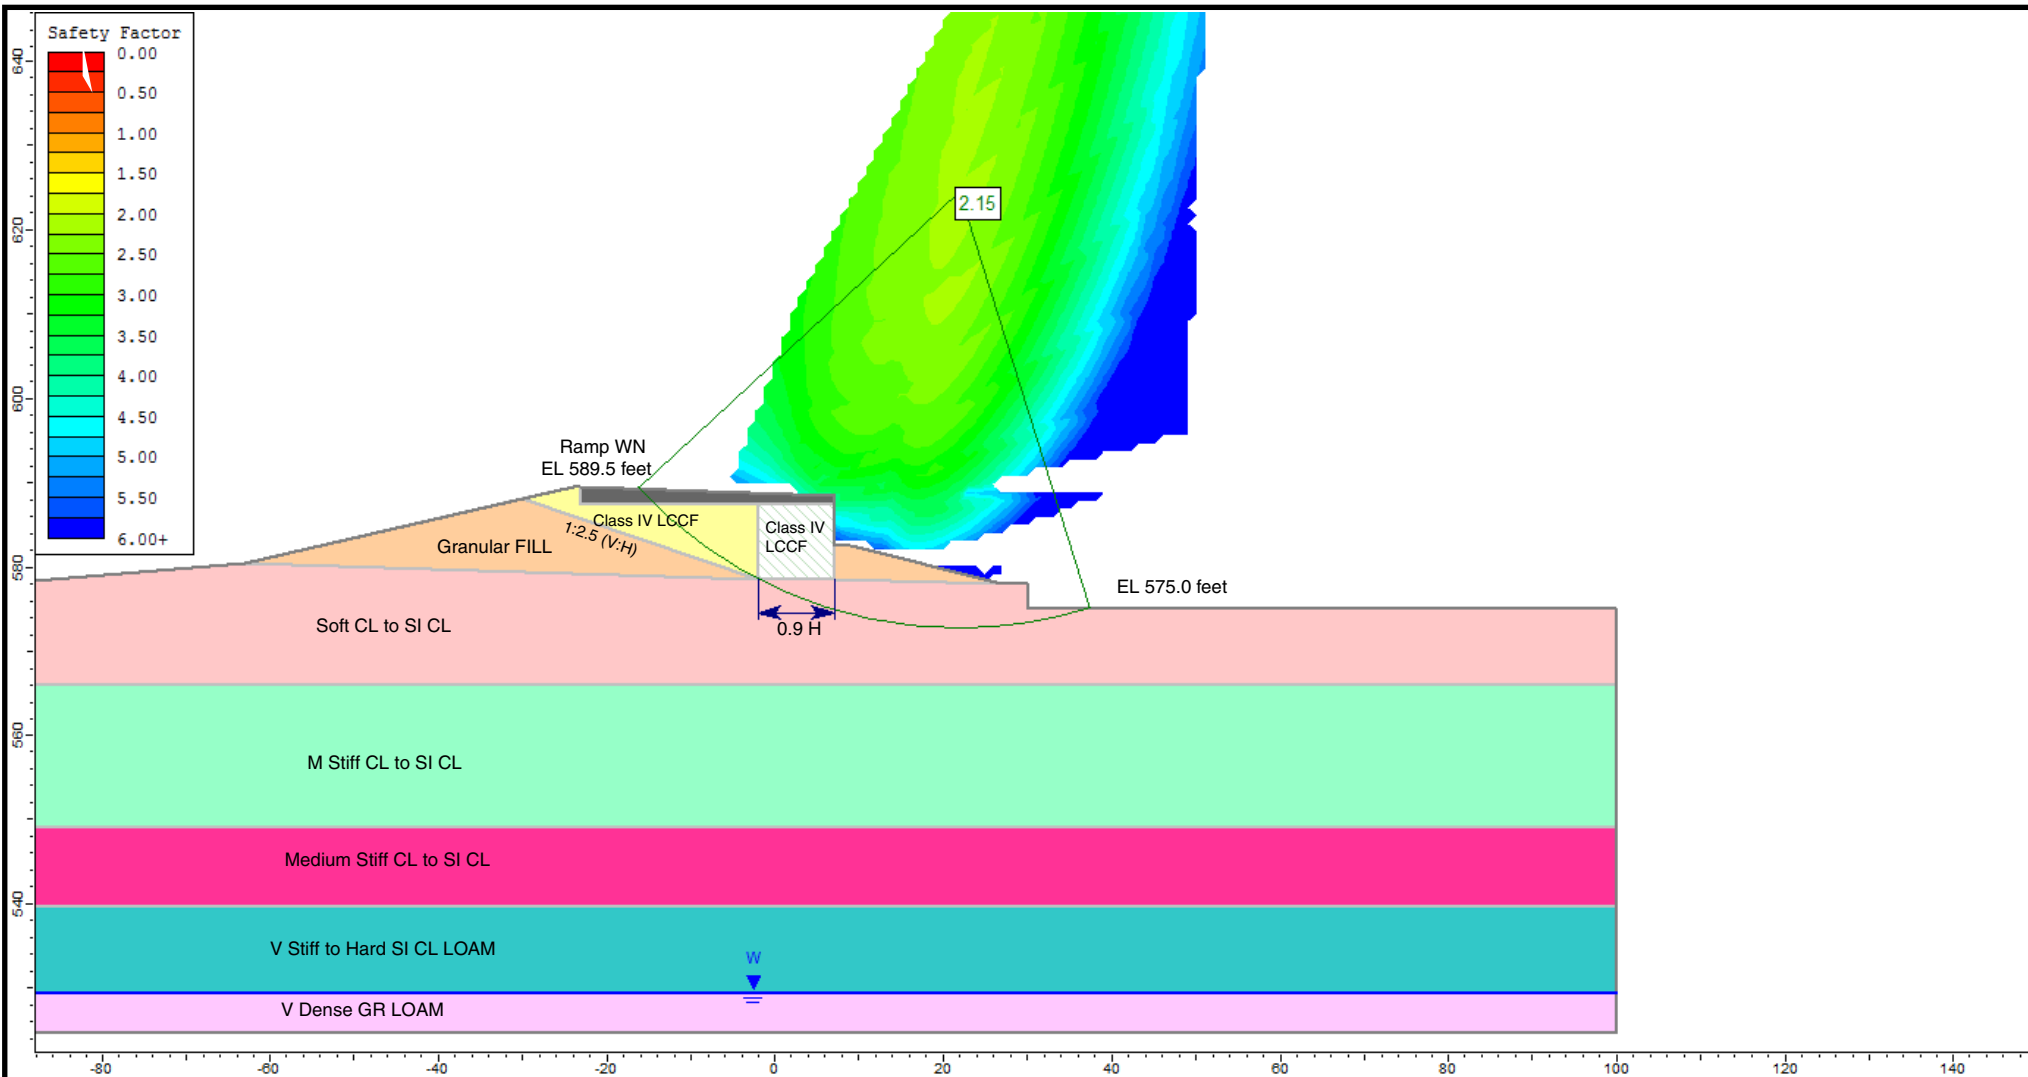 Safety Factor
0.00
0.50
1.00
1.50
2.00
2.50
3.00
3.50
4.00
4.50
5.00
5.50
6.00+
640
620
600
580
560
540
2.15
Ramp WN
EL 589.5 feet
Class IV LCCF
1:2.5 (V:H)
Class IV
LCCF
Granular FILL
EL 575.0 feet
0.9 H
Soft CL to SI CL
M Stiff CL to SI CL
Medium Stiff CL to SI CL
V Stiff to Hard SI CL LOAM
W
V Dense GR LOAM
-80
-60
-40
-20
0
20
40
60
80
100
120
140